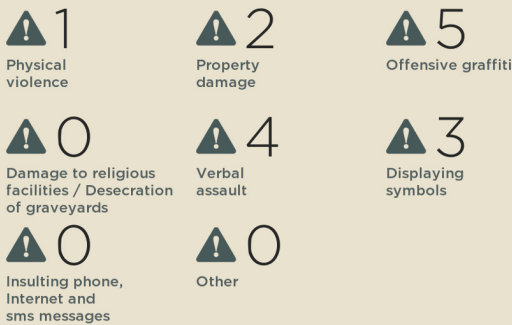 1
Physical
violence
2
Property
damage
5
Offensive graffiti
0
Damage to religious
facilities / Desecration
of graveyards
4
Verbal
assault
3
Displaying
symbols
0
Insulting phone,
Internet and
sms messages
0
Other